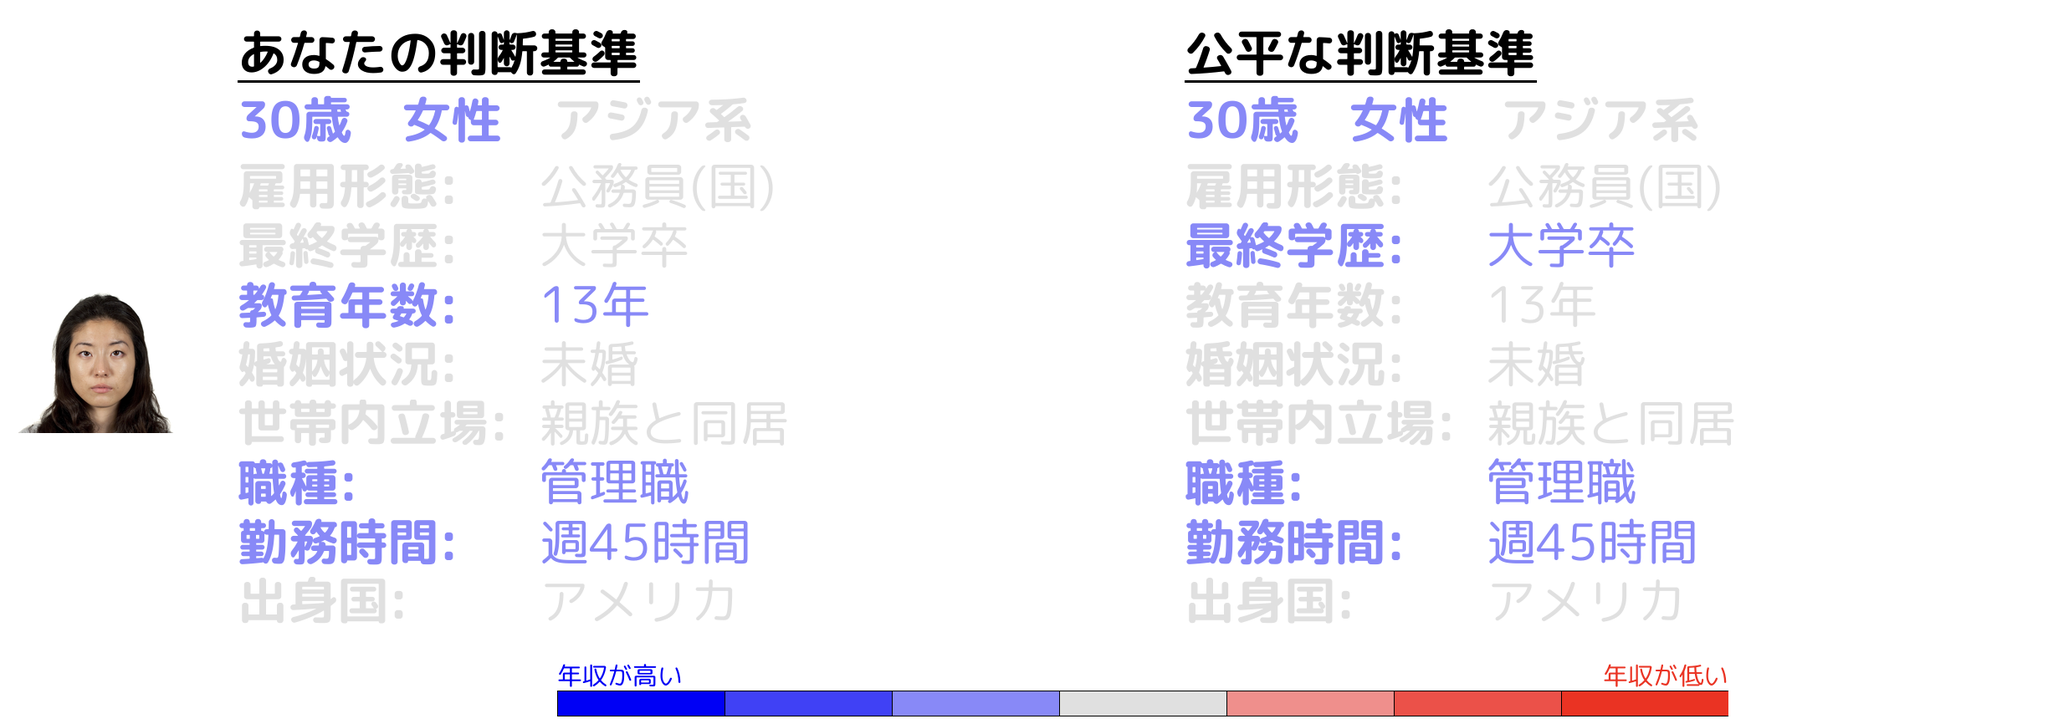 あなたの判断基準
30歳 女性 アジア系
雇用形態: 公務員(国)
最終学歴: 大学卒
教育年数: 13年
婚姻状況: 未婚
世帯内立場: 親族と同居
職種: 管理職
勤務時間: 週45時間
出身国: アメリカ
公平な判断基準
30歳 女性 アジア系
雇用形態: 公務員(国)
最終学歴: 大学卒
教育年数: 13年
婚姻状況: 未婚
世帯内立場: 親族と同居
職種: 管理職
勤務時間: 週45時間
出身国: アメリカ
年収が高い
年収が低い